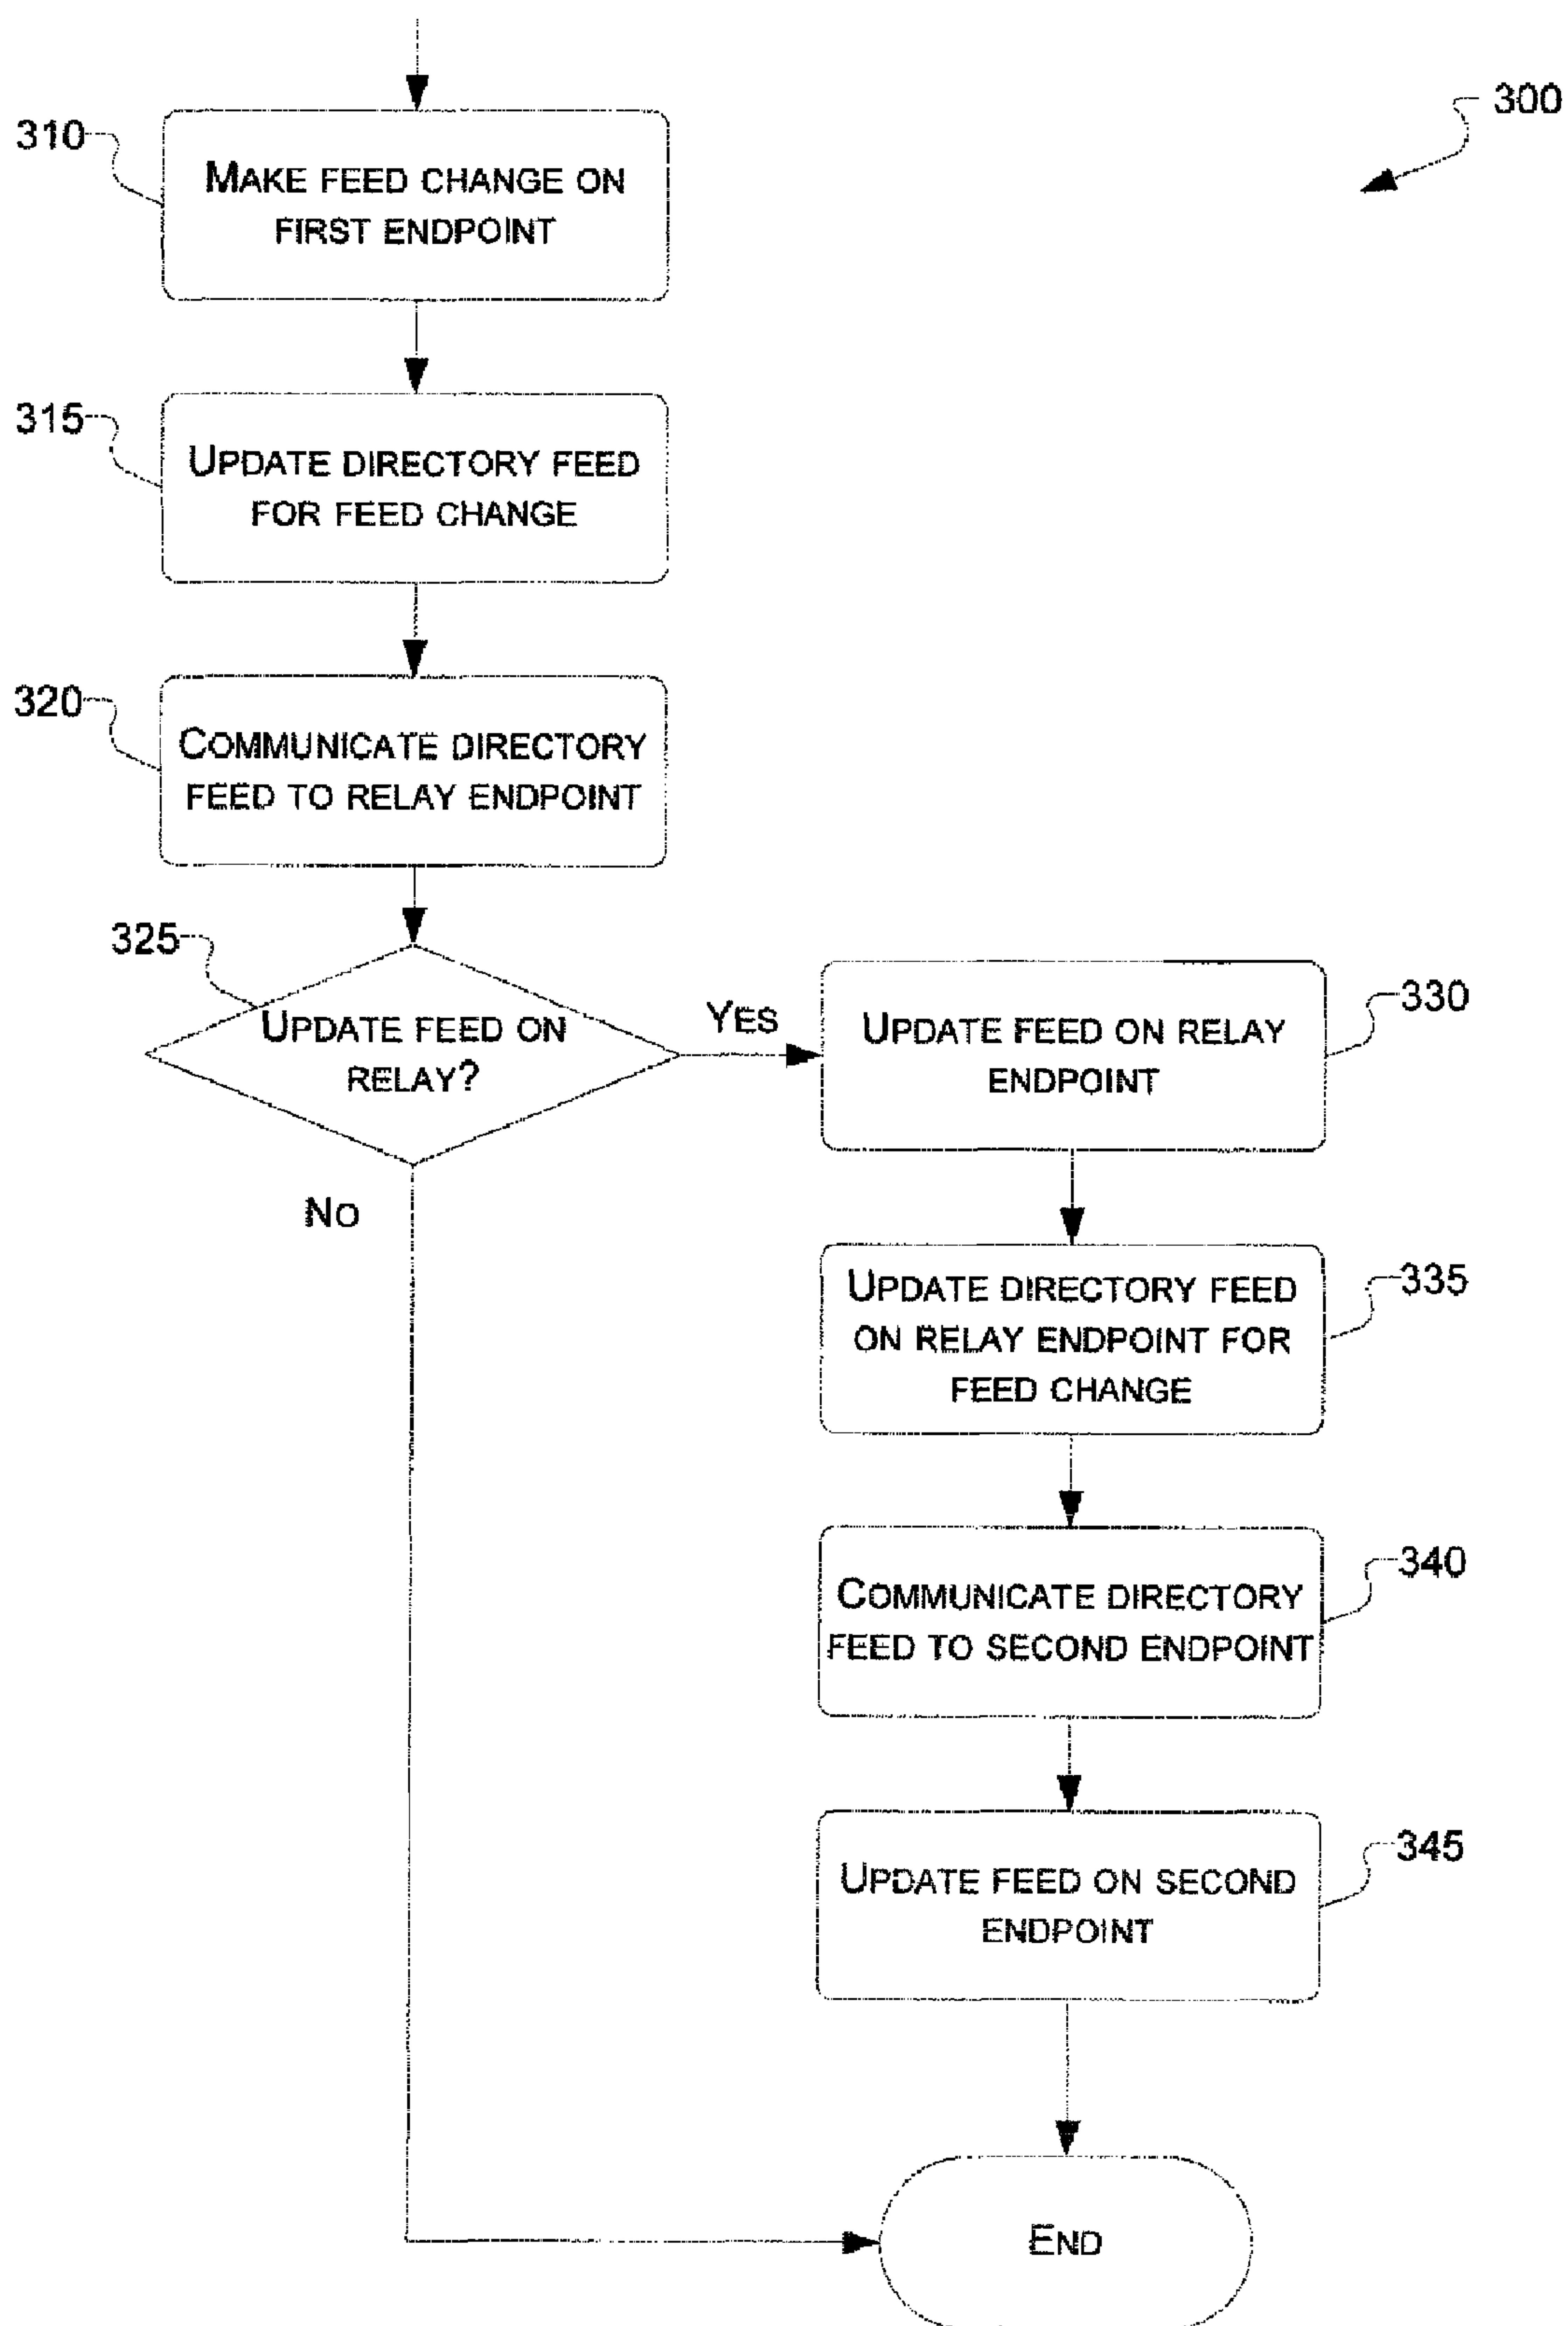 300
310
MAKE FEED CHANGE ON
FIRST ENDPOINT
315
UPDATE DIRECTORY FEED
FOR FEED CHANGE
320
COMMUNICATE DIRECTORY
FEED TO RELAY ENDPOINT
325
UPDATE FEED ON
RELAY?
YES
NO
330
UPDATE FEED ON RELAY
ENDPOINT
335
UPDATE DIRECTORY FEED
ON RELAY ENDPOINT FOR
FEED CHANGE
340
COMMUNICATE DIRECTORY
FEED TO SECOND ENDPOINT
345
UPDATE FEED ON SECOND
ENDPOINT
END